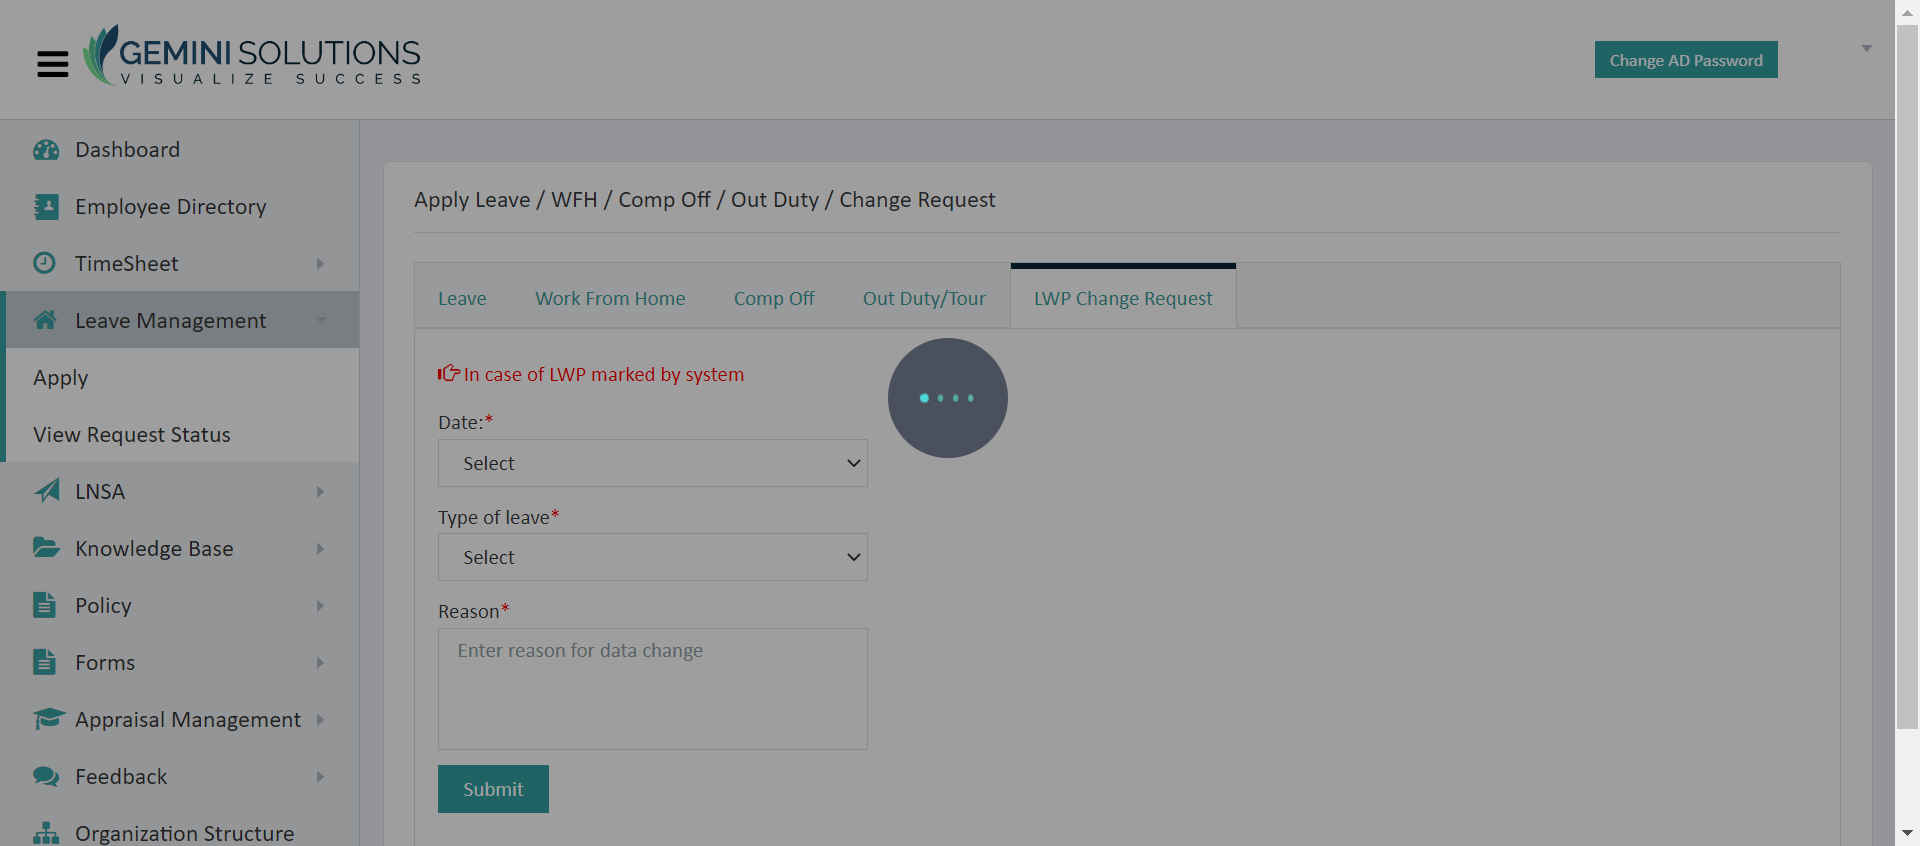 GEMINI SOLUTIONS
VISUALIZE SUCCESS
Change AD Password
Dashboard
Employee Directory
TimeSheet
Leave Management
Apply
View Request Status
LNSA
Knowledge Base
Policy
Forms
Appraisal Management
Feedback
Organization Structure
Apply Leave / WFH / Comp Off / Out Duty / Change Request
Leave
Work From Home
Comp Off
Out Duty/Tour
LWP Change Request
In case of LWP marked by system
Date:*
Select
Type of leave*
Select
Reason*
Enter reason for data change
Submit